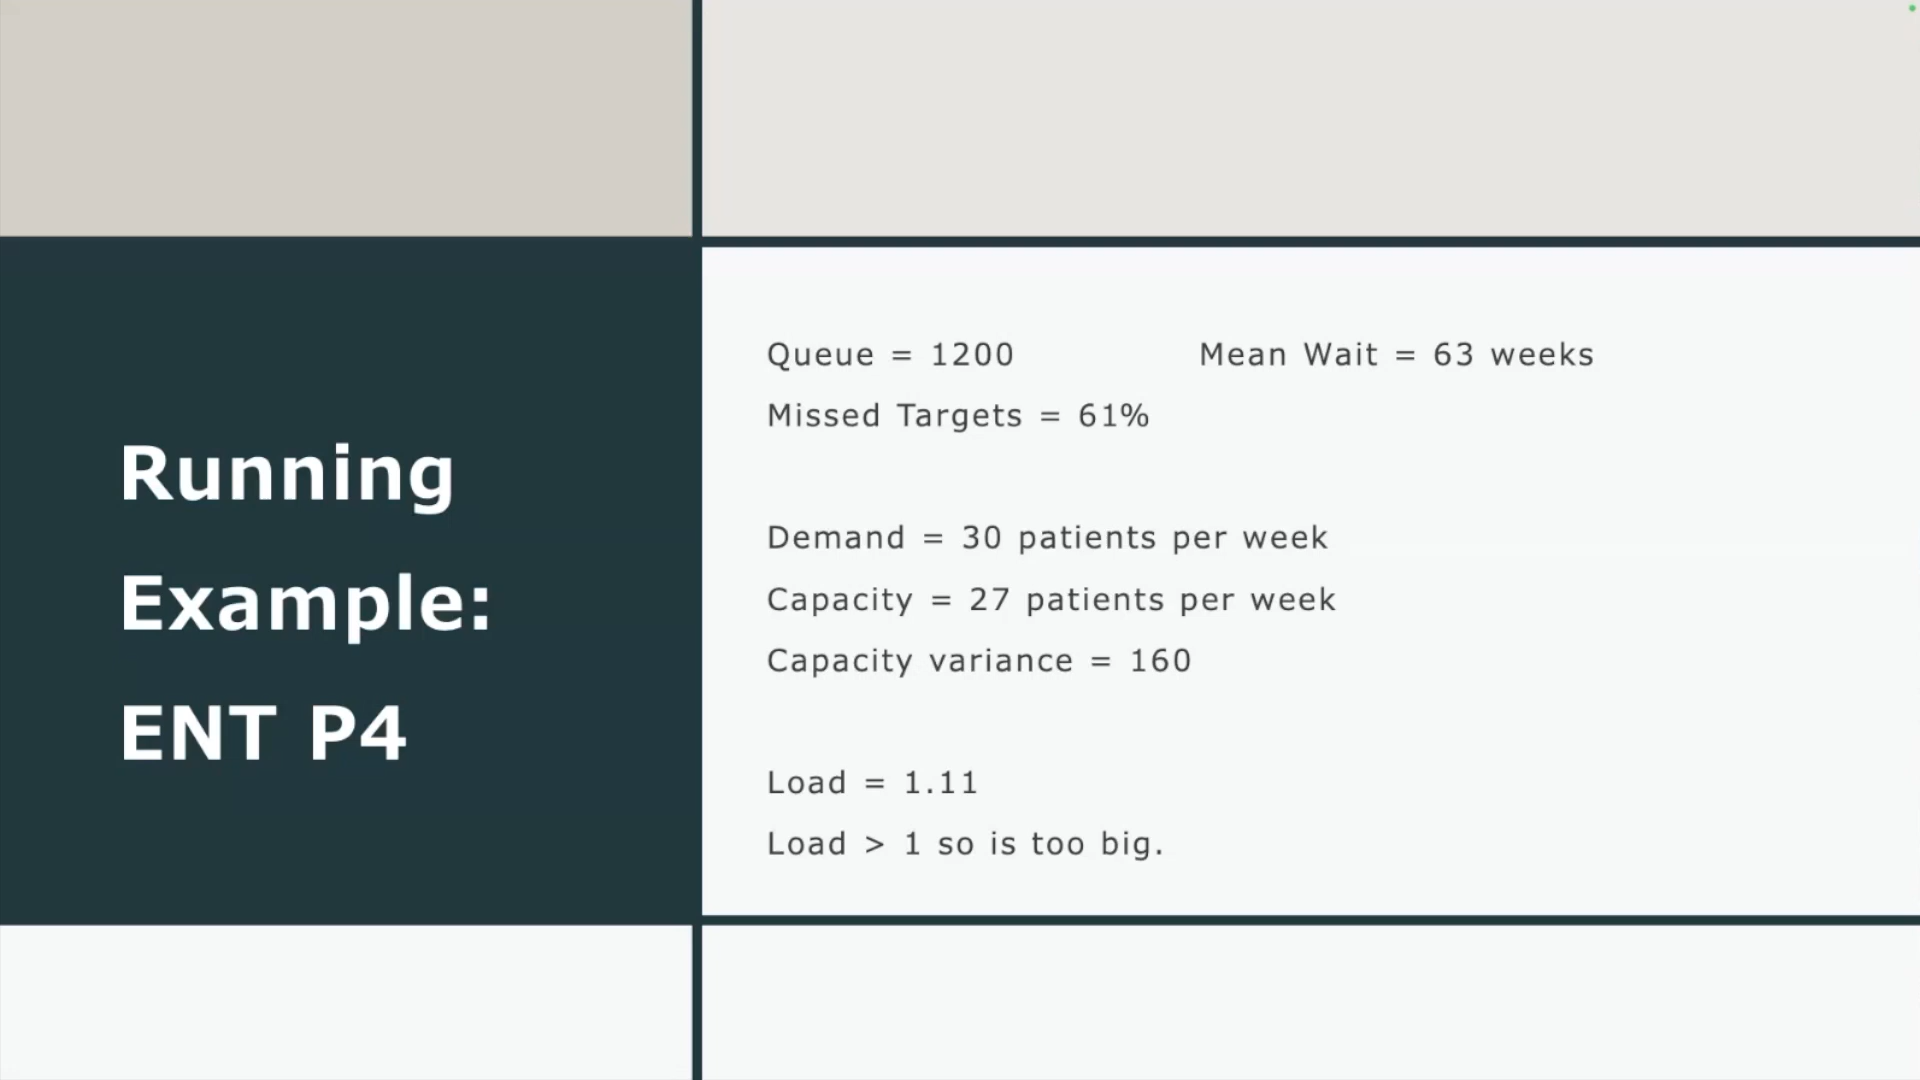 Running
Example:
ENT P4
Queue = 1200 Mean Wait = 63 weeks
Missed Targets = 61%
Demand = 30 patients per week
Capacity = 27 patients per week
Capacity variance = 160
Load = 1.11
Load > 1 so is too big.